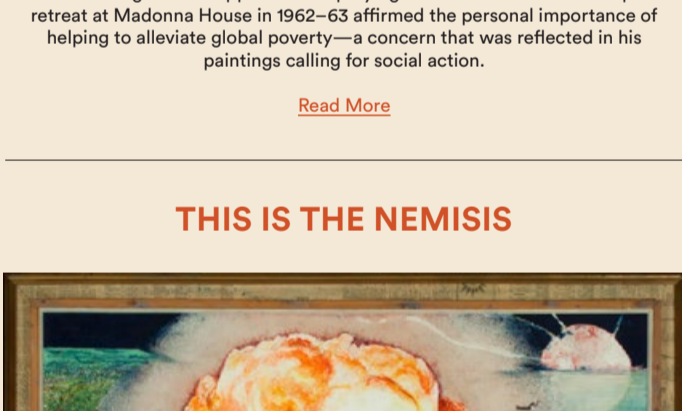 retreat at Madonna House in 1962–63 affirmed the personal importance of
helping to alleviate global poverty—a concern that was reflected in his
paintings calling for social action.
Read More
THIS IS THE NEMISIS